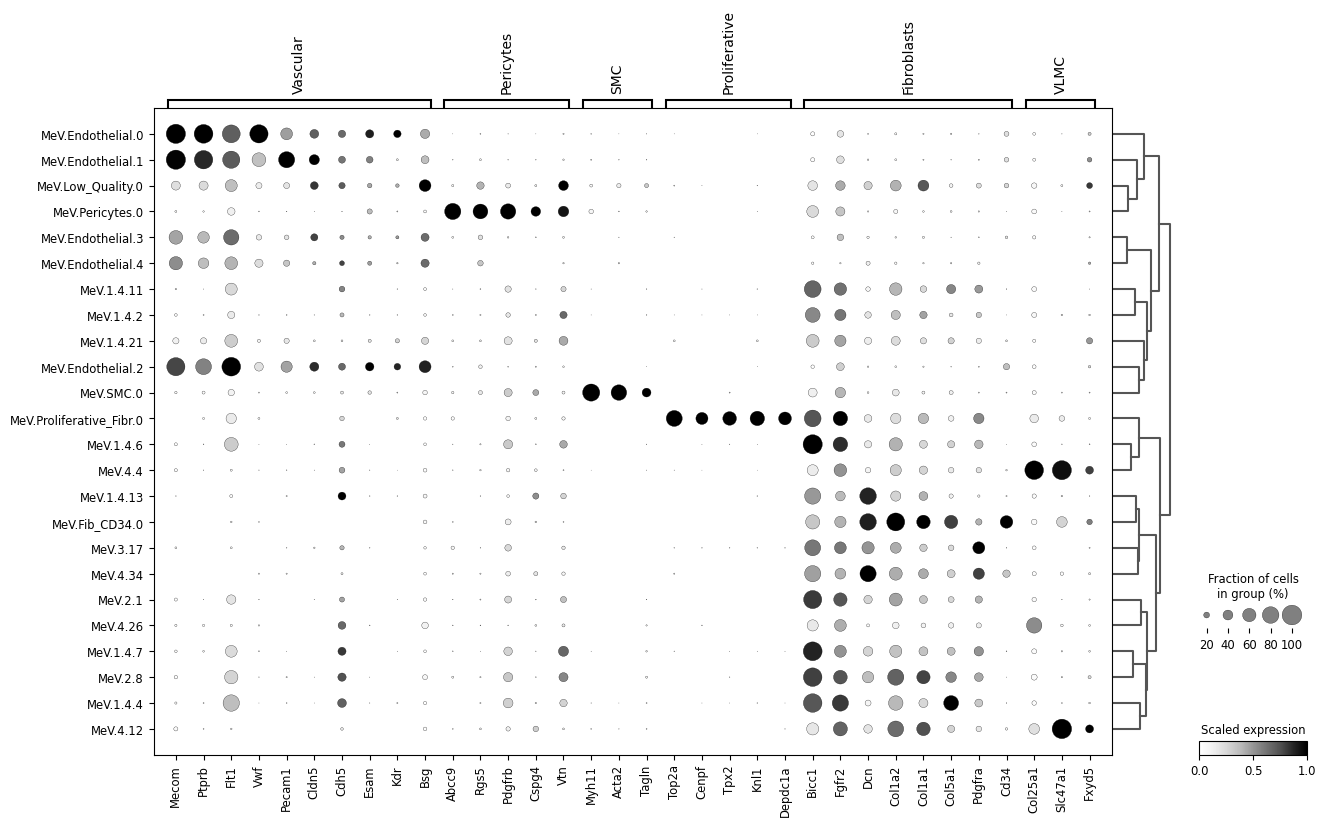 Vascular
Pericytes
SMC
Proliferative
Fibroblasts
VLMC
MeV.Endothelial.0
MeV.Endothelial.1
MeV.Low_Quality.0
MeV.Pericytes.0
MeV.Endothelial.3
MeV.Endothelial.4
MeV.1.4.11
MeV.1.4.2
MeV.1.4.21
MeV.Endothelial.2
MeV.SMC.0
MeV.Proliferative_Fibr.0
MeV.1.4.6
MeV.4.4
MeV.1.4.13
MeV.Fib_CD34.0
MeV.3.17
MeV.4.34
MeV.2.1
MeV.4.26
MeV.1.4.7
MeV.2.8
MeV.1.4.4
MeV.4.12
Mecom
Ptprb
Flt1
Vwf
Pecam1
Cldn5
Cdh5
Esam
Kdr
Bsg
Abcc9
Rgs5
Pdgfrb
Cspg4
Vtn
Myh11
Acta2
Tagln
Top2a
Cenpf
Tpx2
Knl1
Depdc1a
Bicc1
Fgfr2
Dcn
Col1a2
Col1a1
Col5a1
Pdgfra
Cd34
Col25a1
Slc47a1
Fxyd5
Fraction of cells
in group (%)
20 40 60 80 100
Scaled expression
0.0 0.5 1.0